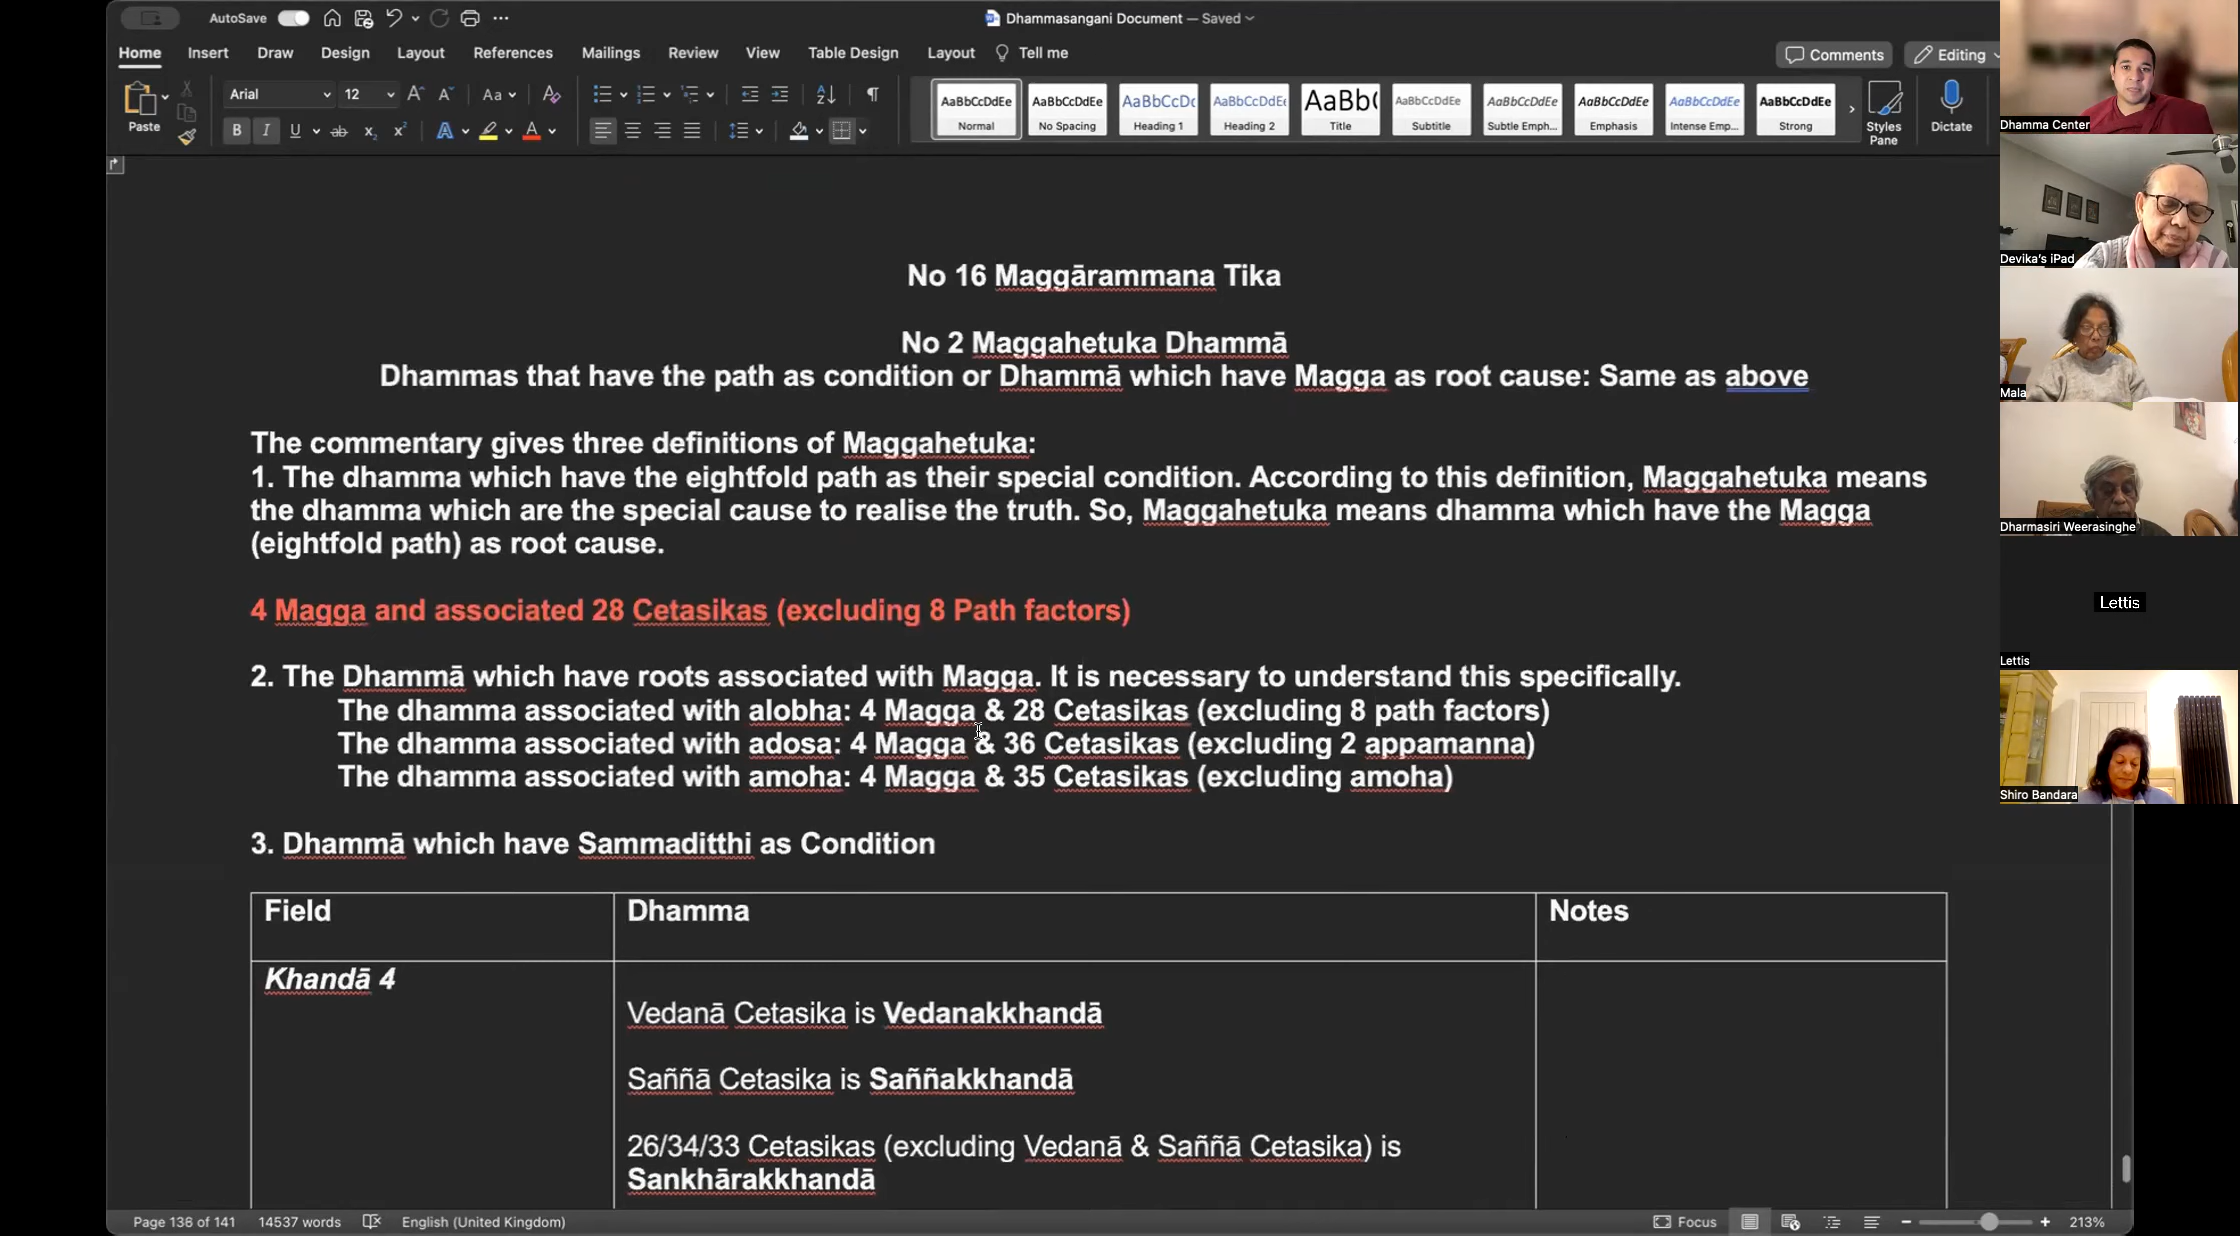 AutoSave
Dhammasangani Document — Saved
Home Insert Draw Design Layout References Mailings Review View Table Design Layout Tell me
Comments Editing
Paste
Arial 12
AaBbCcDdEe Normal
AaBbCcDdEe No Spacing
AaBbCcDc Heading 1
AaBbCcDdEe Heading 2
AaBb( Title
AaBbCcDdEe Subtitle
AaBbCcDdEe Subtle Emph...
AaBbCcDdEe Emphasis
AaBbCcDdEe Intense Emp...
AaBbCcDdEe Strong
Styles Pane
Dictate
No 16 Maggārammana Tika
No 2 Maggahetuka Dhammā
Dhammas that have the path as condition or Dhammā which have Magga as root cause: Same as above
The commentary gives three definitions of Maggahetuka:
1. The dhamma which have the eightfold path as their special condition. According to this definition, Maggahetuka means
the dhamma which are the special cause to realise the truth. So, Maggahetuka means dhamma which have the Magga
(eightfold path) as root cause.
4 Magga and associated 28 Cetasikas (excluding 8 Path factors)
2. The Dhammā which have roots associated with Magga. It is necessary to understand this specifically.
The dhamma associated with alobha: 4 Magga & 28 Cetasikas (excluding 8 path factors)
The dhamma associated with adosa: 4 Magga & 36 Cetasikas (excluding 2 appamanna)
The dhamma associated with amoha: 4 Magga & 35 Cetasikas (excluding amoha)
3. Dhammā which have Sammaditthi as Condition
Field Dhamma Notes
Khandā 4
Vedanā Cetasika is Vedanakkhandā
Saññā Cetasika is Saññakkhandā
26/34/33 Cetasikas (excluding Vedanā & Saññā Cetasika) is
Sankhārakkhandā
Page 136 of 141 14537 words English (United Kingdom) Focus 213%
Dhamma Center
Devika's iPad
Mala
Dharmasiri Weerasinghe
Lettis
Lettis
Shiro Bandara